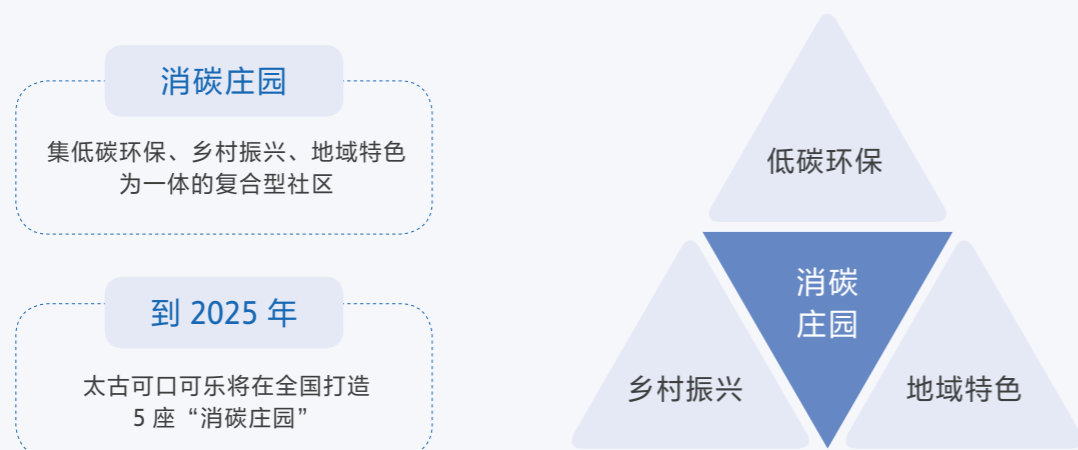 消碳庄园
集低碳环保、乡村振兴、地域特色
为一体的复合型社区
到 2025 年
太古可口可乐将在全国打造
5 座“消碳庄园”
低碳环保
消碳
庄园
乡村振兴
地域特色